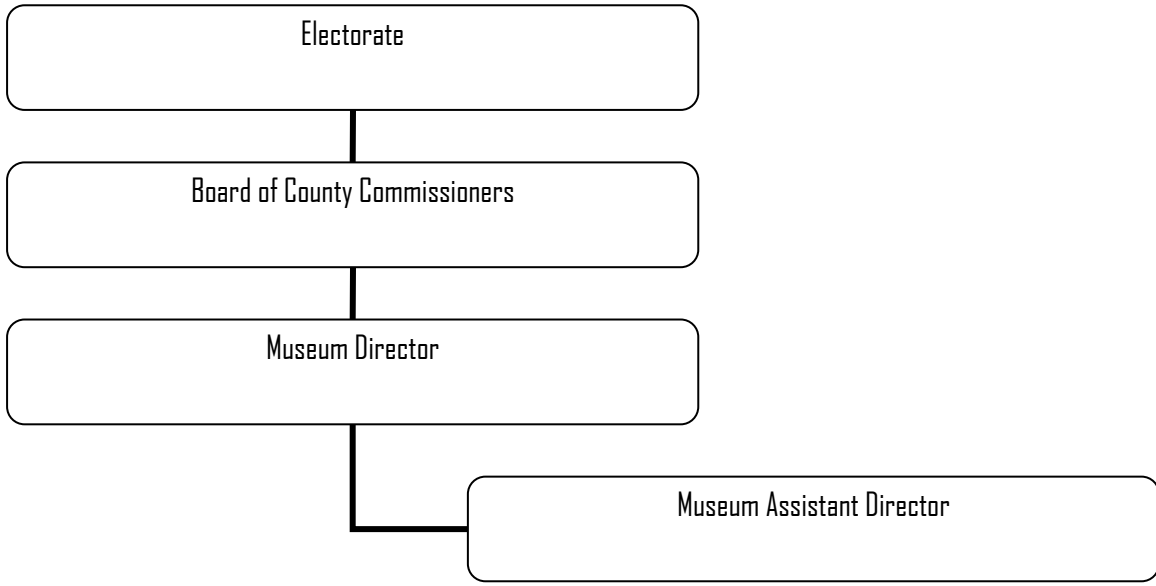 Electorate
Board of County Commissioners
Museum Director
Museum Assistant Director